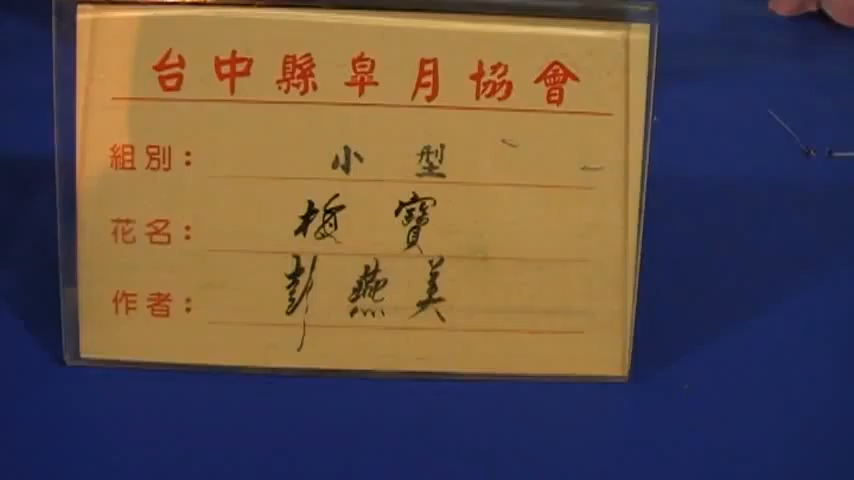 台中縣皐月協會
組別：小型
花名：梅寶
作者：彭燕美